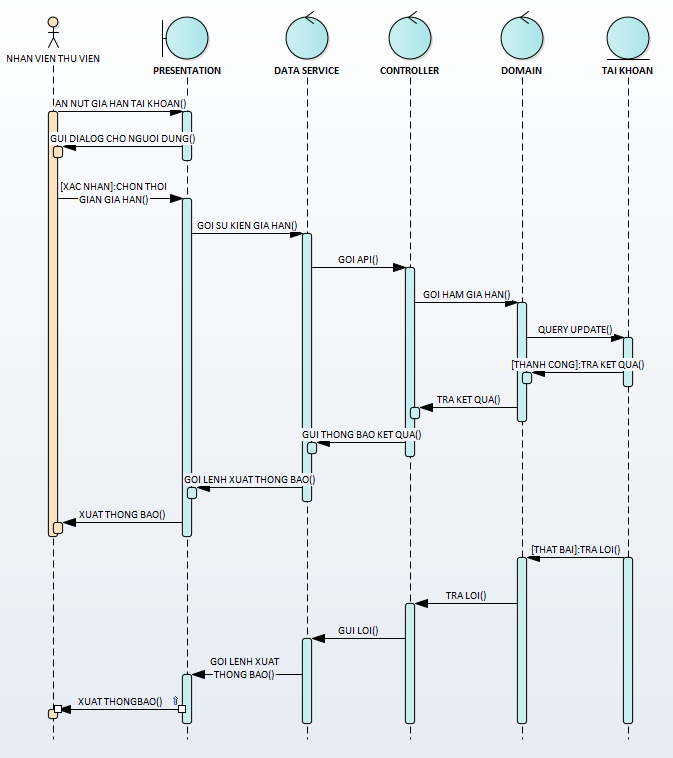 NHAN VIEN THU VIEN
PRESENTATION
DATA SERVICE
CONTROLLER
DOMAIN
TAI KHOAN
AN NUT GIA HAN TAI KHOAN()
GUI DIALOG CHO NGUOI DUNG()
[XAC NHAN]:CHON THOI
GIAN GIA HAN()
GOI SU KIEN GIA HAN()
GOI API()
GOI HAM GIA HAN()
QUERY UPDATE()
[THANH CONG]:TRA KET QUA()
TRA KET QUA()
GUI THONG BAO KET QUA()
GOI LENH XUAT THONG BAO()
XUAT THONG BAO()
[THAT BAI]:TRA LOI()
TRA LOI()
GUI LOI()
GOI LENH XUAT
THONG BAO()
XUAT THONGBAO()